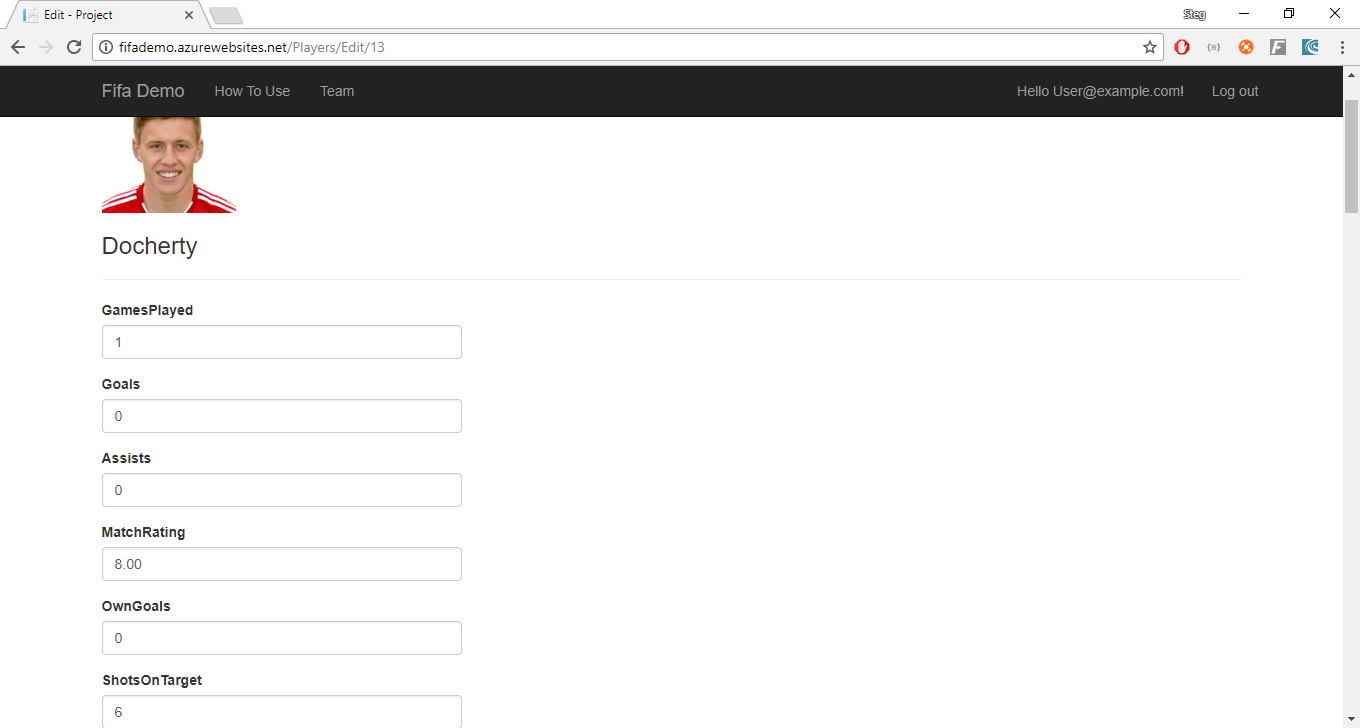 Edit - Project
Steg
fifademo.azurewebsites.net/Players/Edit/13
Fifa Demo How To Use Team Hello User@example.com! Log out
Docherty
GamesPlayed
1
Goals
0
Assists
0
MatchRating
8.00
OwnGoals
0
ShotsOnTarget
6